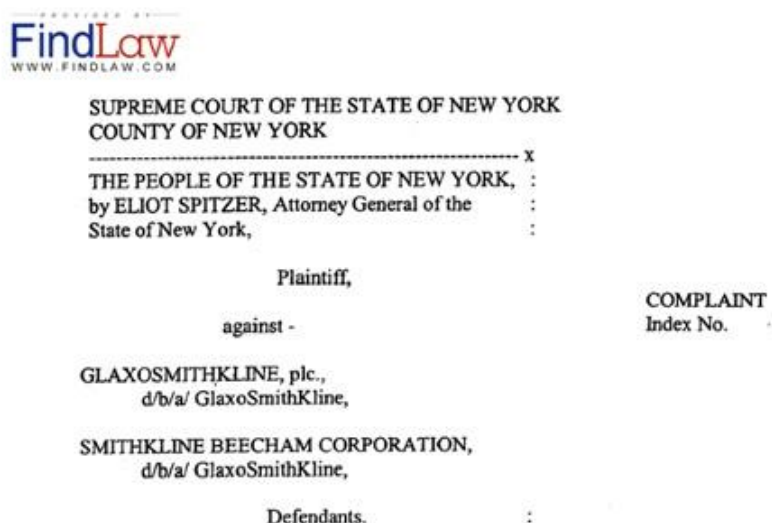 PROVIDED BY
FindLaw
WWW.FINDLAW.COM
SUPREME COURT OF THE STATE OF NEW YORK
COUNTY OF NEW YORK
---------------------------------------------------------------- x
THE PEOPLE OF THE STATE OF NEW YORK, :
by ELIOT SPITZER, Attorney General of the :
State of New York, :
Plaintiff,
COMPLAINT
against -
Index No.
GLAXOSMITHKLINE, plc.,
d/b/a/ GlaxoSmithKline,
SMITHKLINE BEECHAM CORPORATION,
d/b/a/ GlaxoSmithKline,
Defendants. :